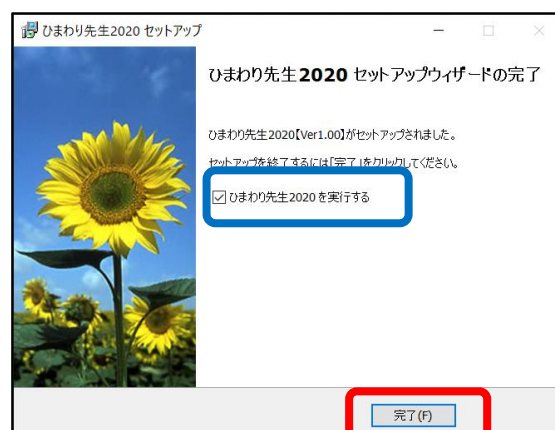 ひまわり先生2020 セットアップ
ひまわり先生2020 セットアップウィザードの完了
ひまわり先生2020【Ver1.00】がセットアップされました。
セットアップを終了するには「完了」をクリックしてください。
ひまわり先生2020 を実行する
完了(F)